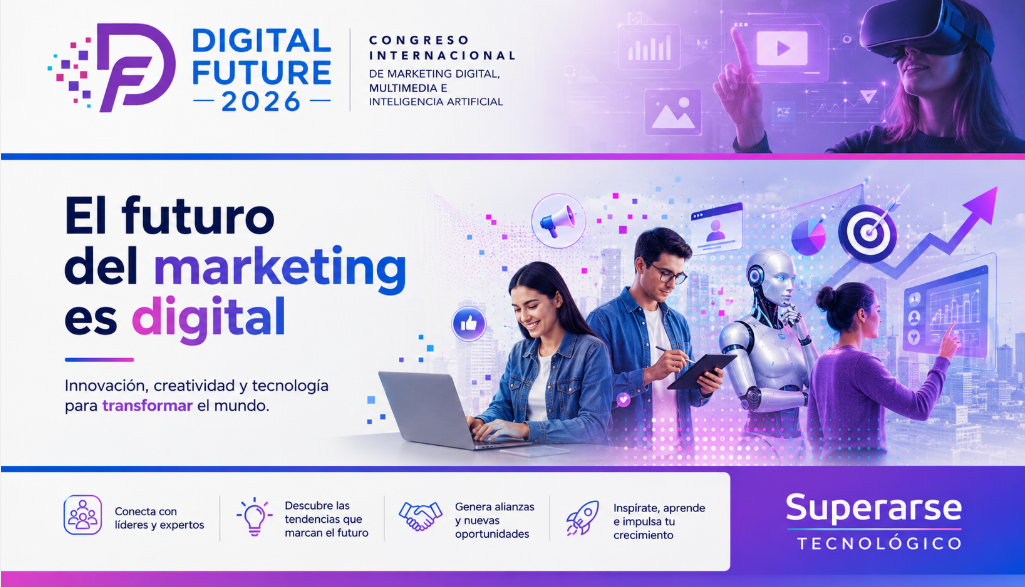 DF
DIGITAL
FUTURE
2026
CONGRESO
INTERNACIONAL
DE MARKETING DIGITAL,
MULTIMEDIA E
INTELIGENCIA ARTIFICIAL
El futuro
del marketing
es digital
Innovación, creatividad y tecnología
para transformar el mundo.
Conecta con
líderes y expertos
Descubre las
tendencias que
marcan el futuro
Genera alianzas
y nuevas
oportunidades
Inspírate, aprende
e impulsa tu
crecimiento
Superarse
TECNOLÓGICO